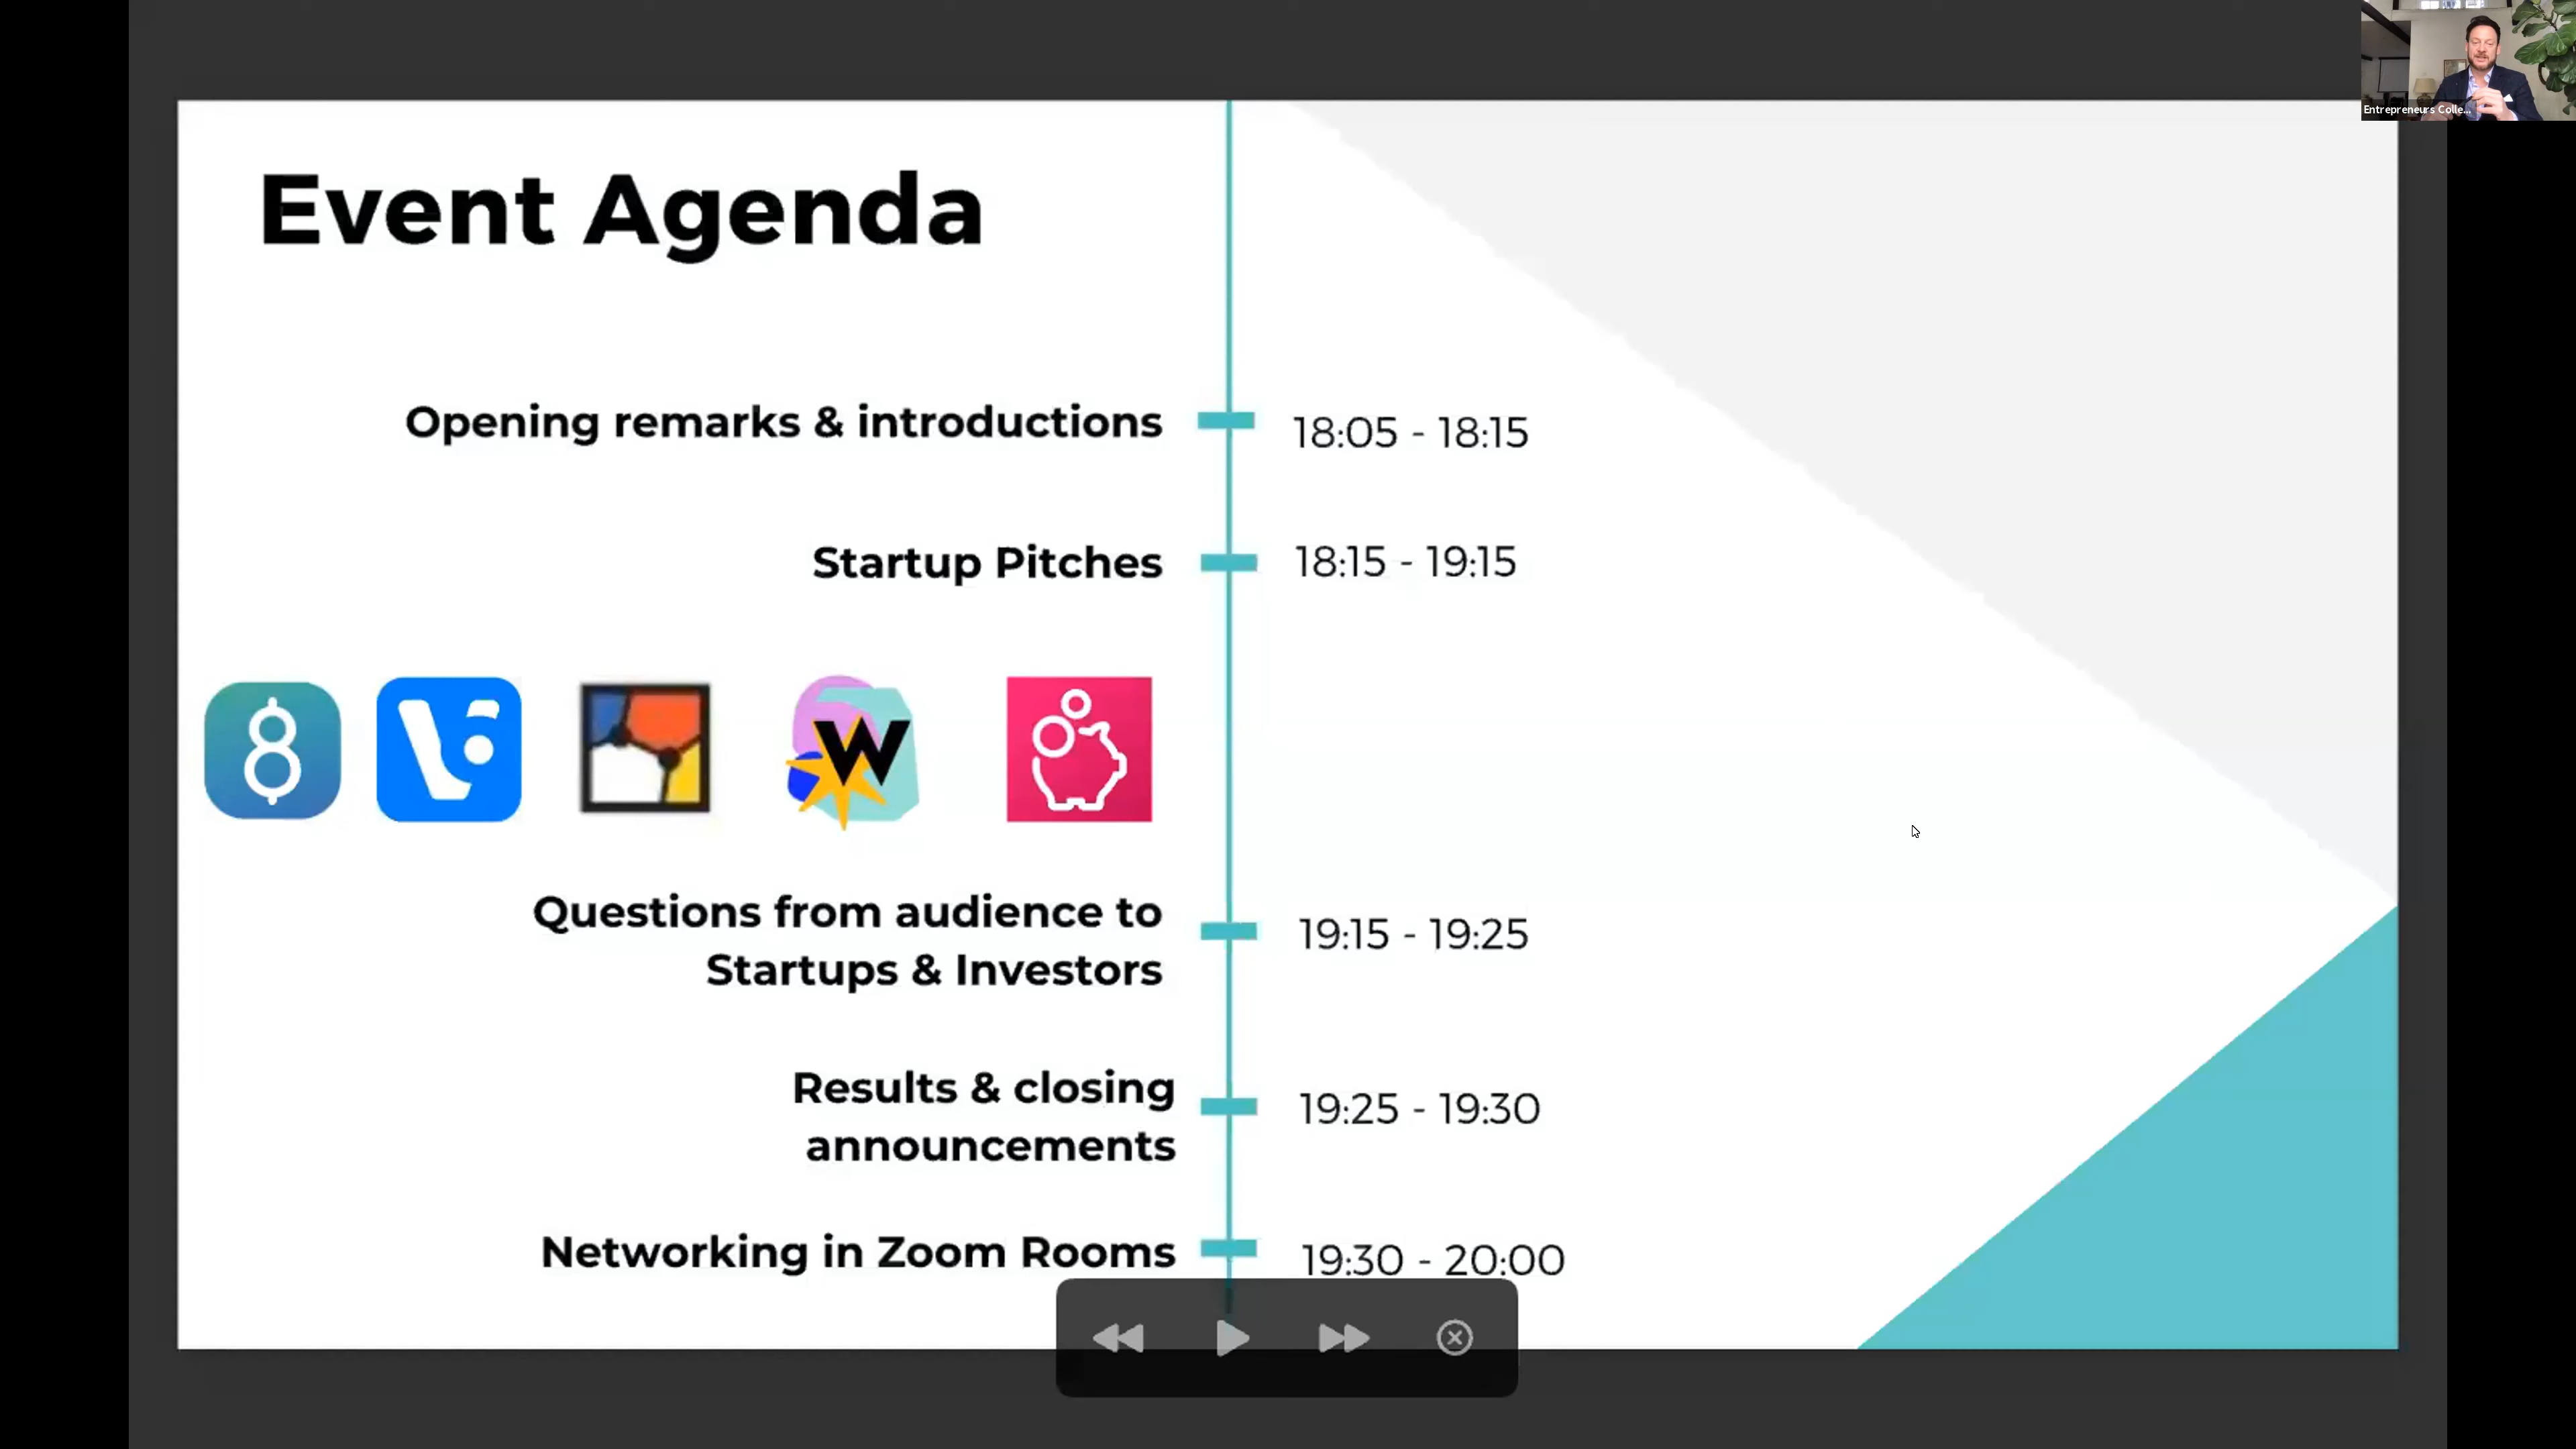 Entrepreneurs Colle...
Event Agenda
Opening remarks & introductions
18:05 - 18:15
Startup Pitches
18:15 - 19:15
8
W
Questions from audience to
Startups & Investors
19:15 - 19:25
Results & closing
announcements
19:25 - 19:30
Networking in Zoom Rooms
19:30 - 20:00